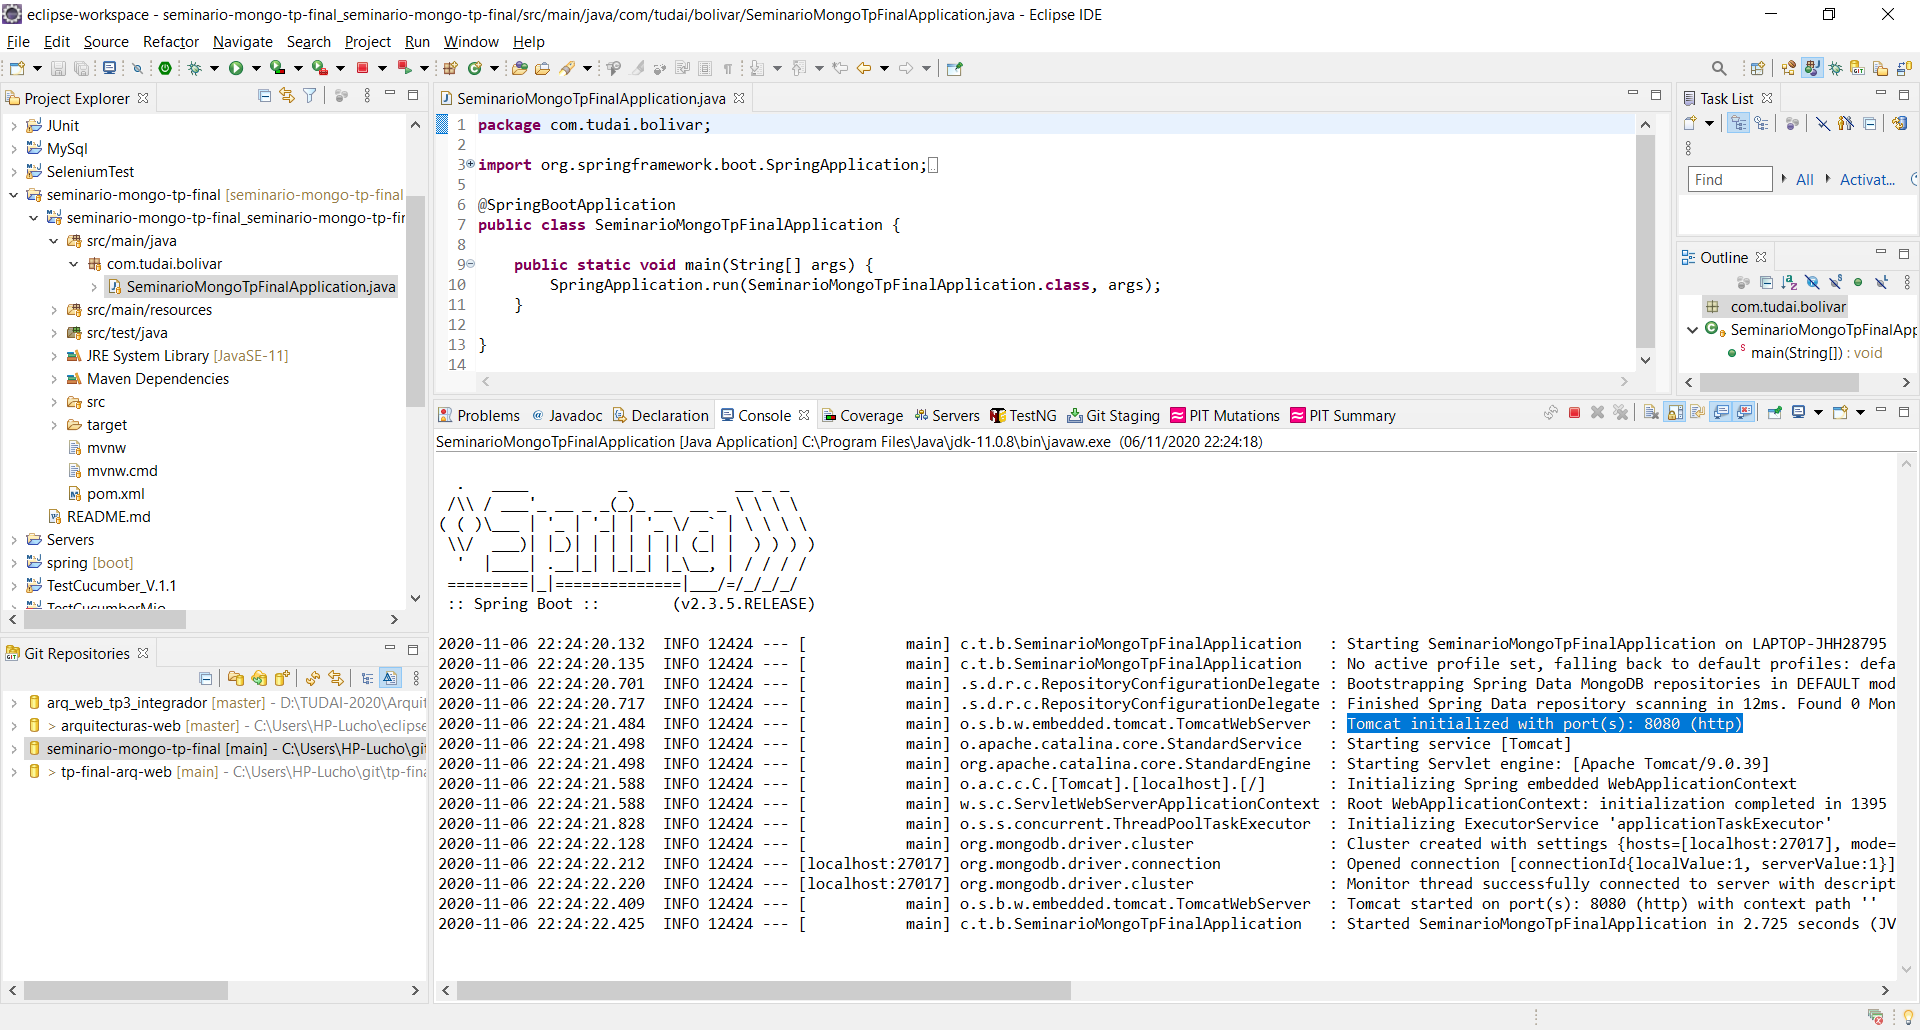 eclipse-workspace - seminario-mongo-tp-final_seminario-mongo-tp-final/src/main/java/com/tudai/bolivar/SeminarioMongoTpFinalApplication.java - Eclipse IDE
File Edit Source Refactor Navigate Search Project Run Window Help
Project Explorer
JUnit
MySql
SeleniumTest
seminario-mongo-tp-final [seminario-mongo-tp-final
seminario-mongo-tp-final_seminario-mongo-tp-fir
src/main/java
com.tudai.bolivar
SeminarioMongoTpFinalApplication.java
src/main/resources
src/test/java
JRE System Library [JavaSE-11]
Maven Dependencies
src
target
mvnw
mvnw.cmd
pom.xml
README.md
Servers
spring [boot]
TestCucumber_V.1.1
TestCucumberMio
Git Repositories
arq_web_tp3_integrador [master] - D:\TUDAI-2020\Arquit
> arquitecturas-web [master] - C:\Users\HP-Lucho\eclipse
seminario-mongo-tp-final [main] - C:\Users\HP-Lucho\git
> tp-final-arq-web [main] - C:\Users\HP-Lucho\git\tp-fina
SeminarioMongoTpFinalApplication.java
1 package com.tudai.bolivar;
2
3 import org.springframework.boot.SpringApplication;
5
6 @SpringBootApplication
7 public class SeminarioMongoTpFinalApplication {
8
9 public static void main(String[] args) {
10 SpringApplication.run(SeminarioMongoTpFinalApplication.class, args);
11 }
12
13 }
14
Task List
Find All Activat...
Outline
com.tudai.bolivar
SeminarioMongoTpFinalApp
main(String[]) : void
Problems Javadoc Declaration Console Coverage Servers TestNG Git Staging PIT Mutations PIT Summary
SeminarioMongoTpFinalApplication [Java Application] C:\Program Files\Java\jdk-11.0.8\bin\javaw.exe (06/11/2020 22:24:18)
  .   ____          _            __ _ _
 /\\ / ___'_ __ _ _(_)_ __  __ _ \ \ \ \
( ( )\___ | '_ | '_| | '_ \/ _` | \ \ \ \
 \\/  ___)| |_)| | | | | || (_| |  ) ) ) )
  '  |____| .__|_| |_|_| |_\__, | / / / /
 =========|_|==============|___/=/_/_/_/
 :: Spring Boot ::        (v2.3.5.RELEASE)
2020-11-06 22:24:20.132  INFO 12424 --- [           main] c.t.b.SeminarioMongoTpFinalApplication   : Starting SeminarioMongoTpFinalApplication on LAPTOP-JHH28795
2020-11-06 22:24:20.135  INFO 12424 --- [           main] c.t.b.SeminarioMongoTpFinalApplication   : No active profile set, falling back to default profiles: defa
2020-11-06 22:24:20.701  INFO 12424 --- [           main] .s.d.r.c.RepositoryConfigurationDelegate : Bootstrapping Spring Data MongoDB repositories in DEFAULT mod
2020-11-06 22:24:20.717  INFO 12424 --- [           main] .s.d.r.c.RepositoryConfigurationDelegate : Finished Spring Data repository scanning in 12ms. Found 0 Mon
2020-11-06 22:24:21.484  INFO 12424 --- [           main] o.s.b.w.embedded.tomcat.TomcatWebServer  : Tomcat initialized with port(s): 8080 (http)
2020-11-06 22:24:21.498  INFO 12424 --- [           main] o.apache.catalina.core.StandardService   : Starting service [Tomcat]
2020-11-06 22:24:21.498  INFO 12424 --- [           main] org.apache.catalina.core.StandardEngine  : Starting Servlet engine: [Apache Tomcat/9.0.39]
2020-11-06 22:24:21.588  INFO 12424 --- [           main] o.a.c.c.C.[Tomcat].[localhost].[/]       : Initializing Spring embedded WebApplicationContext
2020-11-06 22:24:21.588  INFO 12424 --- [           main] w.s.c.ServletWebServerApplicationContext : Root WebApplicationContext: initialization completed in 1395
2020-11-06 22:24:21.828  INFO 12424 --- [           main] o.s.s.concurrent.ThreadPoolTaskExecutor  : Initializing ExecutorService 'applicationTaskExecutor'
2020-11-06 22:24:22.128  INFO 12424 --- [           main] org.mongodb.driver.cluster               : Cluster created with settings {hosts=[localhost:27017], mode=
2020-11-06 22:24:22.212  INFO 12424 --- [localhost:27017] org.mongodb.driver.connection            : Opened connection [connectionId{localValue:1, serverValue:1}]
2020-11-06 22:24:22.220  INFO 12424 --- [localhost:27017] org.mongodb.driver.cluster               : Monitor thread successfully connected to server with descript
2020-11-06 22:24:22.409  INFO 12424 --- [           main] o.s.b.w.embedded.tomcat.TomcatWebServer  : Tomcat started on port(s): 8080 (http) with context path ''
2020-11-06 22:24:22.425  INFO 12424 --- [           main] c.t.b.SeminarioMongoTpFinalApplication   : Started SeminarioMongoTpFinalApplication in 2.725 seconds (JV